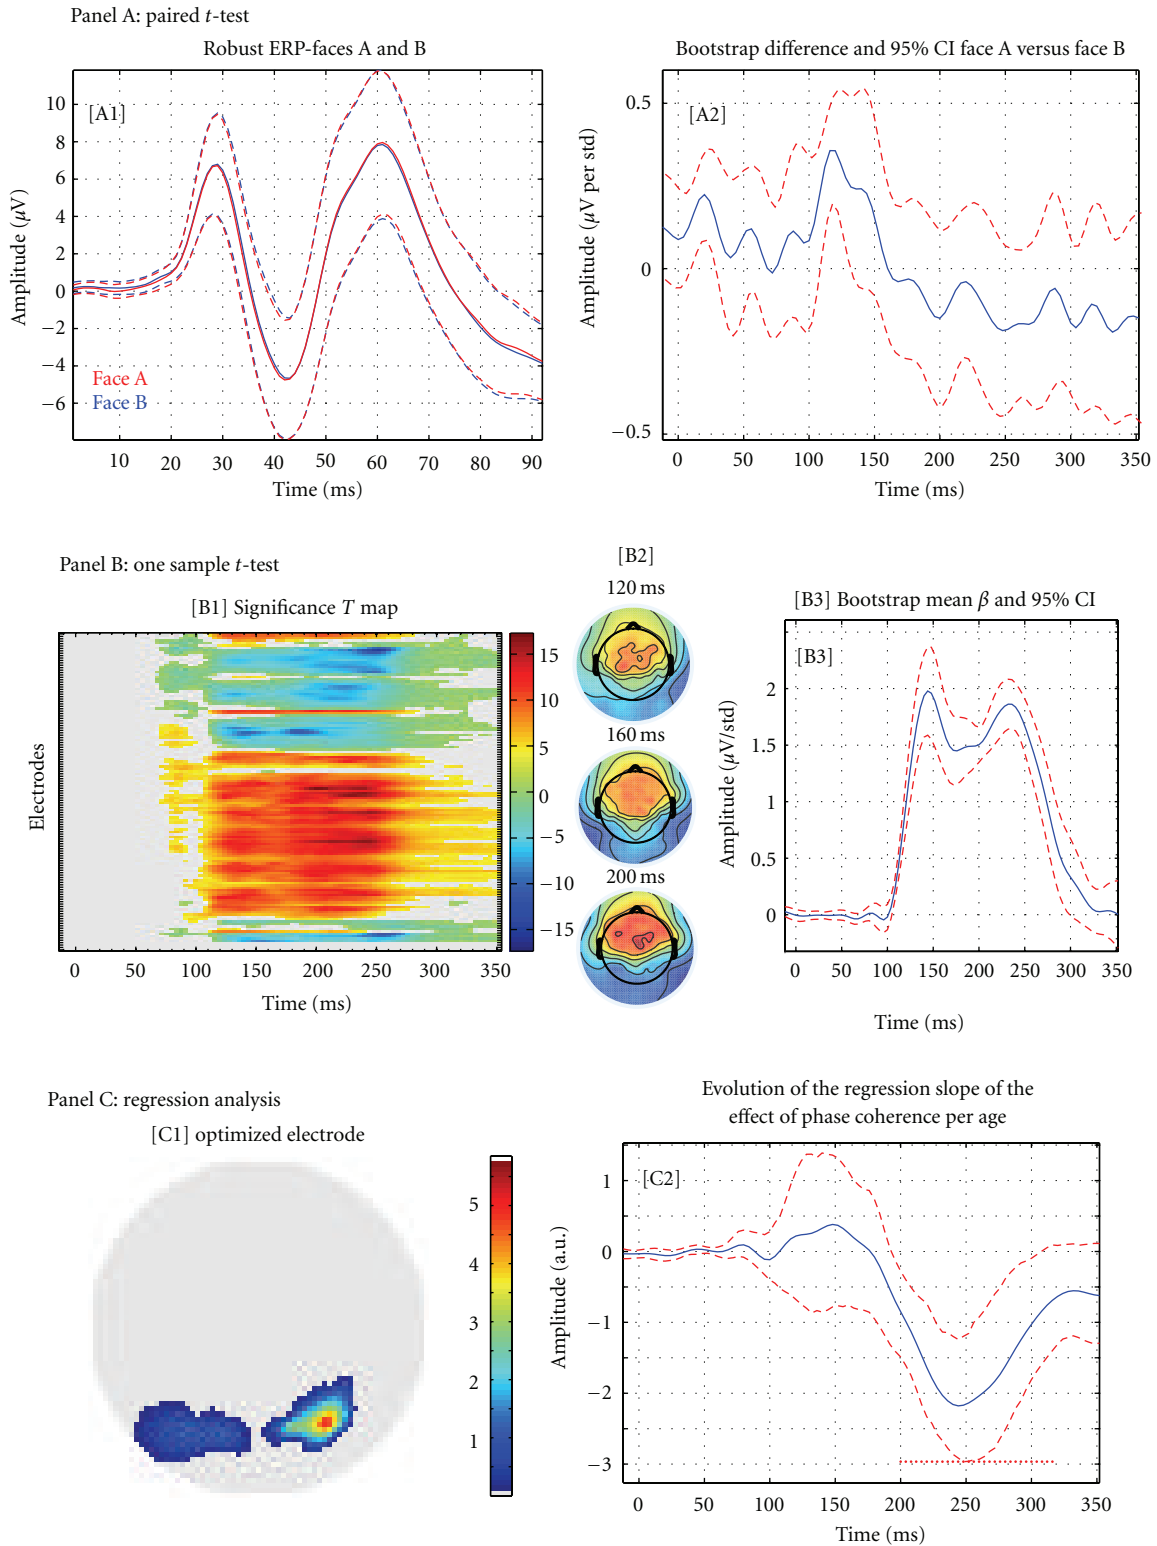 Panel A: paired t-test
Robust ERP-faces A and B
[A1]
Amplitude (μV)
10
8
6
4
2
0
−2
−4
−6
Face A
Face B
10 20 30 40 50 60 70 80 90
Time (ms)
Bootstrap difference and 95% CI face A versus face B
[A2]
Amplitude (μV per std)
0.5
0
−0.5
0 50 100 150 200 250 300 350
Time (ms)
Panel B: one sample t-test
[B1] Significance T map
Electrodes
0 50 100 150 200 250 300 350
Time (ms)
15
10
5
0
−5
−10
−15
[B2]
120 ms
160 ms
200 ms
[B3] Bootstrap mean β and 95% CI
[B3]
Amplitude (μV/std)
2
1.5
1
0.5
0
0 50 100 150 200 250 300 350
Time (ms)
Panel C: regression analysis
[C1] optimized electrode
5
4
3
2
1
Evolution of the regression slope of the
effect of phase coherence per age
[C2]
Amplitude (a.u.)
1
0
−1
−2
−3
0 50 100 150 200 250 300 350
Time (ms)